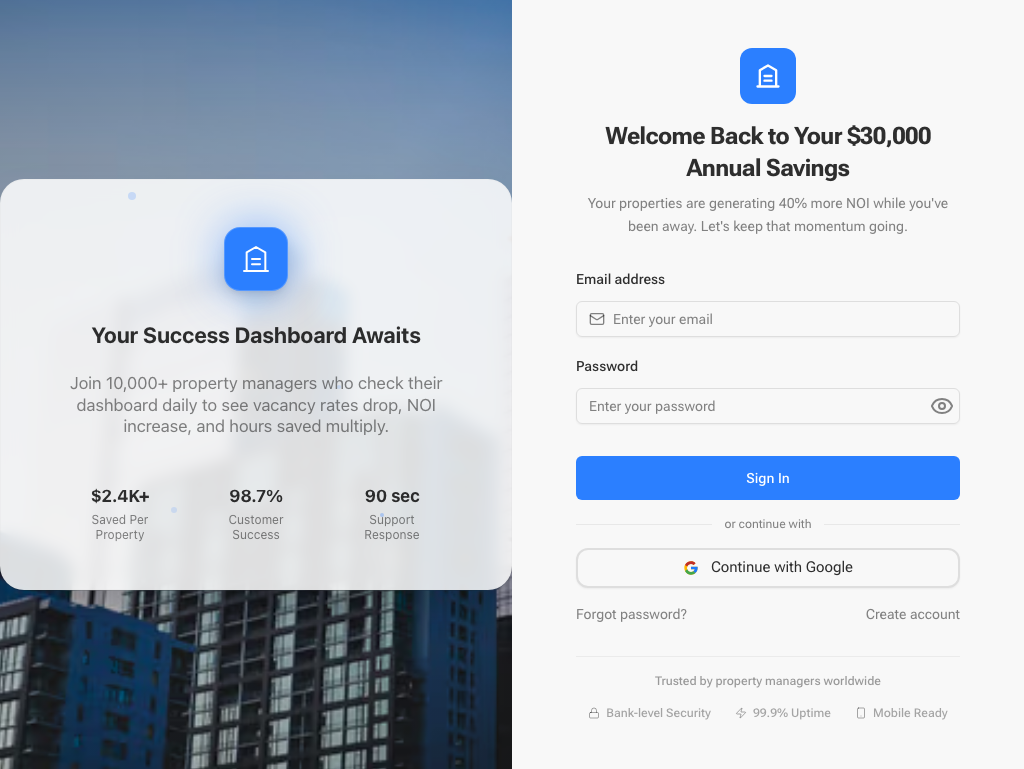 Your Success Dashboard Awaits
Join 10,000+ property managers who check their
dashboard daily to see vacancy rates drop, NOI
increase, and hours saved multiply.
$2.4K+
Saved Per
Property
98.7%
Customer
Success
90 sec
Support
Response
Welcome Back to Your $30,000
Annual Savings
Your properties are generating 40% more NOI while you've
been away. Let's keep that momentum going.
Email address
Enter your email
Password
Enter your password
Sign In
or continue with
Continue with Google
Forgot password?
Create account
Trusted by property managers worldwide
Bank-level Security
99.9% Uptime
Mobile Ready